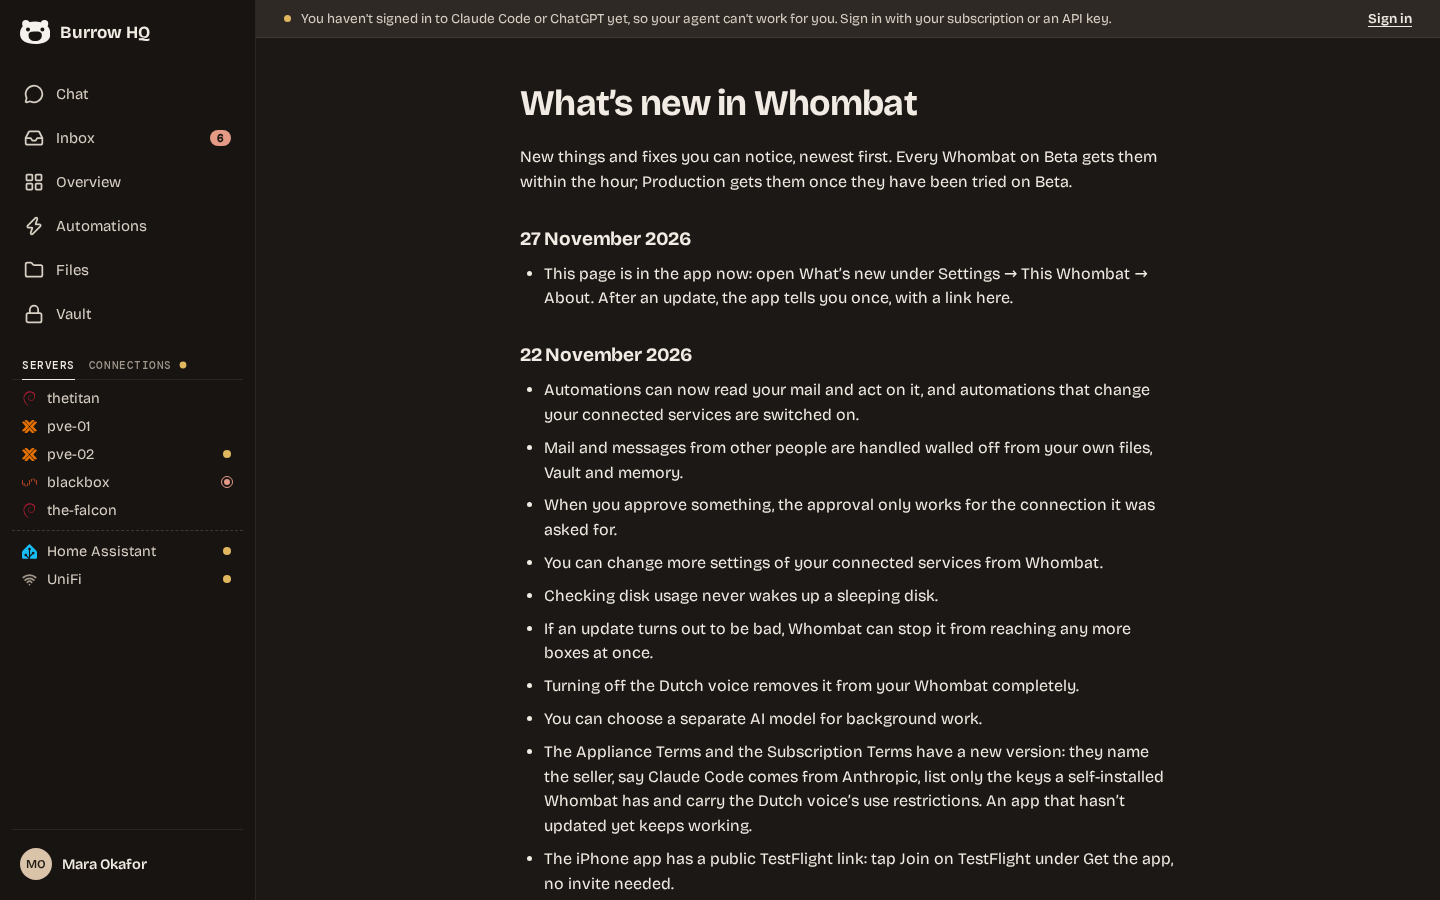 Burrow HQ
Chat
Inbox
6
Overview
Automations
Files
Vault
SERVERS
CONNECTIONS
thetitan
pve-01
pve-02
blackbox
the-falcon
Home Assistant
UniFi
MO
Mara Okafor
You haven't signed in to Claude Code or ChatGPT yet, so your agent can't work for you. Sign in with your subscription or an API key.
Sign in
What's new in Whombat
New things and fixes you can notice, newest first. Every Whombat on Beta gets them
within the hour; Production gets them once they have been tried on Beta.
27 November 2026
• This page is in the app now: open What's new under Settings → This Whombat →
About. After an update, the app tells you once, with a link here.
22 November 2026
• Automations can now read your mail and act on it, and automations that change
your connected services are switched on.
• Mail and messages from other people are handled walled off from your own files,
Vault and memory.
• When you approve something, the approval only works for the connection it was
asked for.
• You can change more settings of your connected services from Whombat.
• Checking disk usage never wakes up a sleeping disk.
• If an update turns out to be bad, Whombat can stop it from reaching any more
boxes at once.
• Turning off the Dutch voice removes it from your Whombat completely.
• You can choose a separate AI model for background work.
• The Appliance Terms and the Subscription Terms have a new version: they name
the seller, say Claude Code comes from Anthropic, list only the keys a self-installed
Whombat has and carry the Dutch voice's use restrictions. An app that hasn't
updated yet keeps working.
• The iPhone app has a public TestFlight link: tap Join on TestFlight under Get the app,
no invite needed.